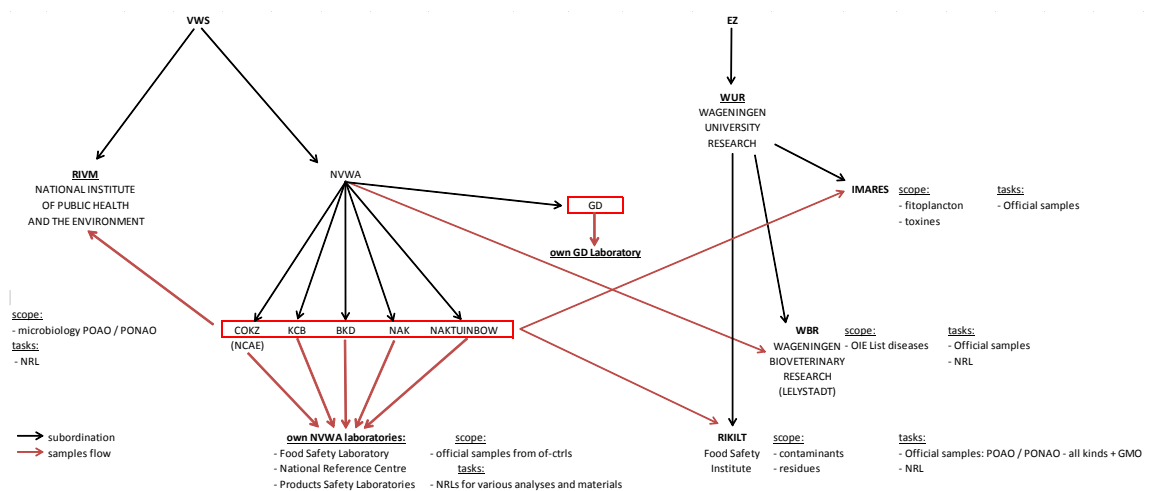 VWS
EZ
WUR
WAGENINGEN
UNIVERSITY
RESEARCH
RIVM
NATIONAL INSTITUTE
OF PUBLIC HEALTH
AND THE ENVIRONMENT
NVWA
GD
own GD Laboratory
IMARES
scope:
- fitoplancton
- toxines
tasks:
- Official samples
scope:
- microbiology POAO / PONAO
tasks:
- NRL
COKZ
(NCAE)
KCB
BKD
NAK
NAKTUINBOW
WBR
WAGENINGEN
BIOVETERINARY
RESEARCH
(LELYSTADT)
scope:
- OIE List diseases
tasks:
- Official samples
- NRL
subordination
samples flow
own NVWA laboratories:
- Food Safety Laboratory
- National Reference Centre
- Products Safety Laboratories
scope:
- official samples from of-ctrls
tasks:
- NRLs for various analyses and materials
RIKILT
Food Safety
Institute
scope:
- contaminants
- residues
tasks:
- Official samples: POAO / PONAO - all kinds + GMO
- NRL